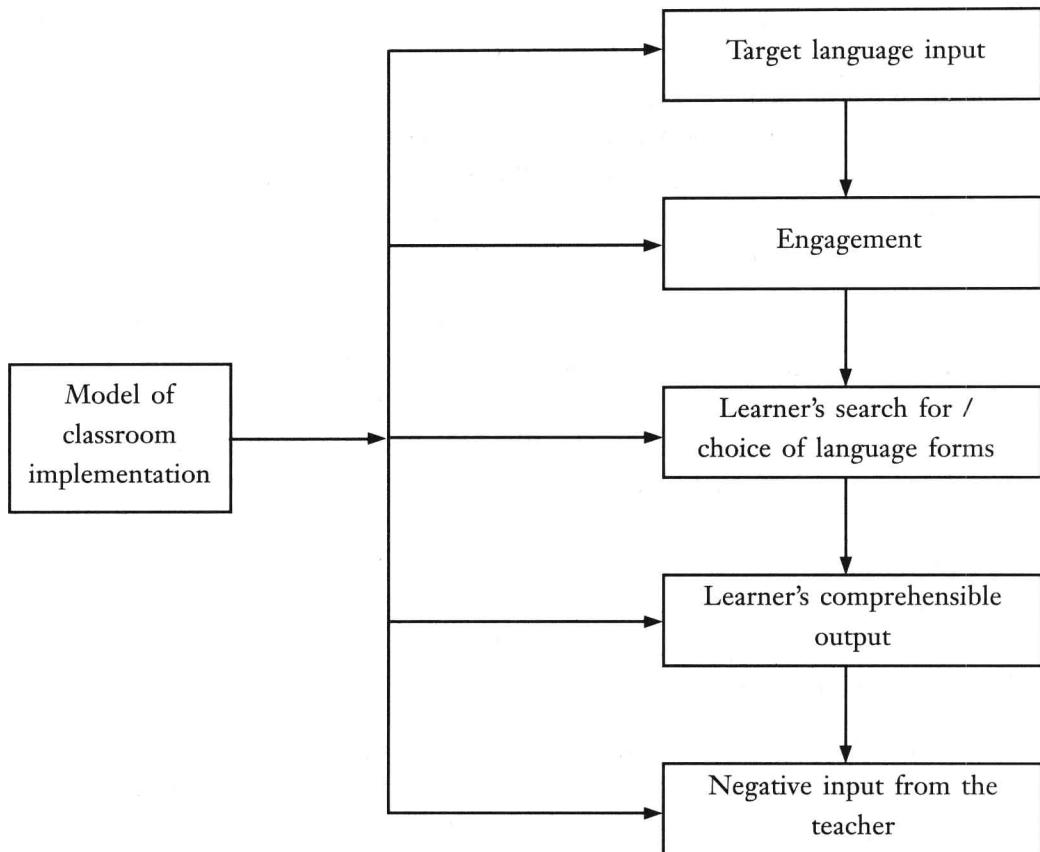 Target language input
Engagement
Model of
classroom
implementation
Learner's search for /
choice of language forms
Learner's comprehensible
output
Negative input from the
teacher